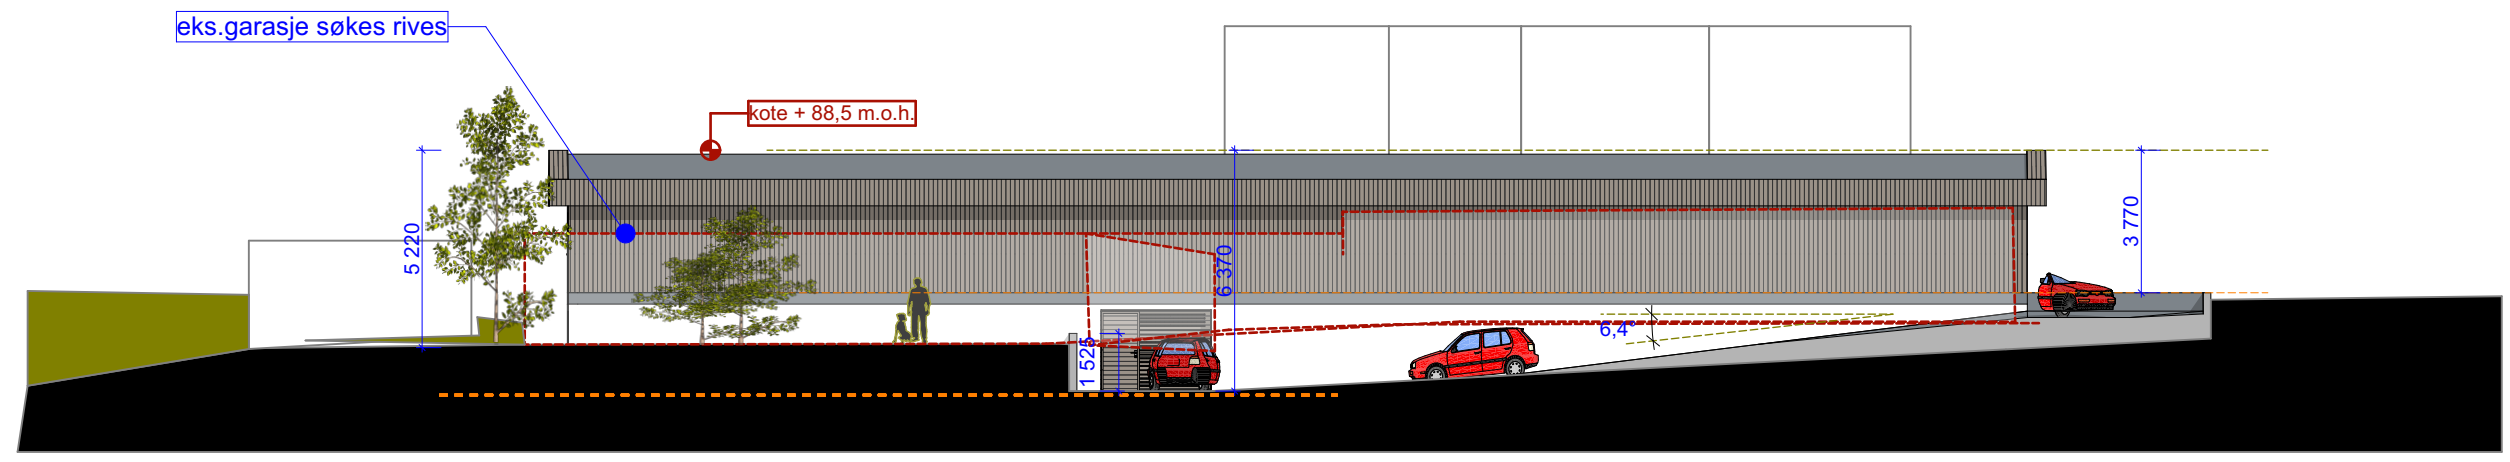 eks.garasje søkes rives
kote + 88,5 m.o.h.
5 220
6 370
3 770
1 525
6,4°